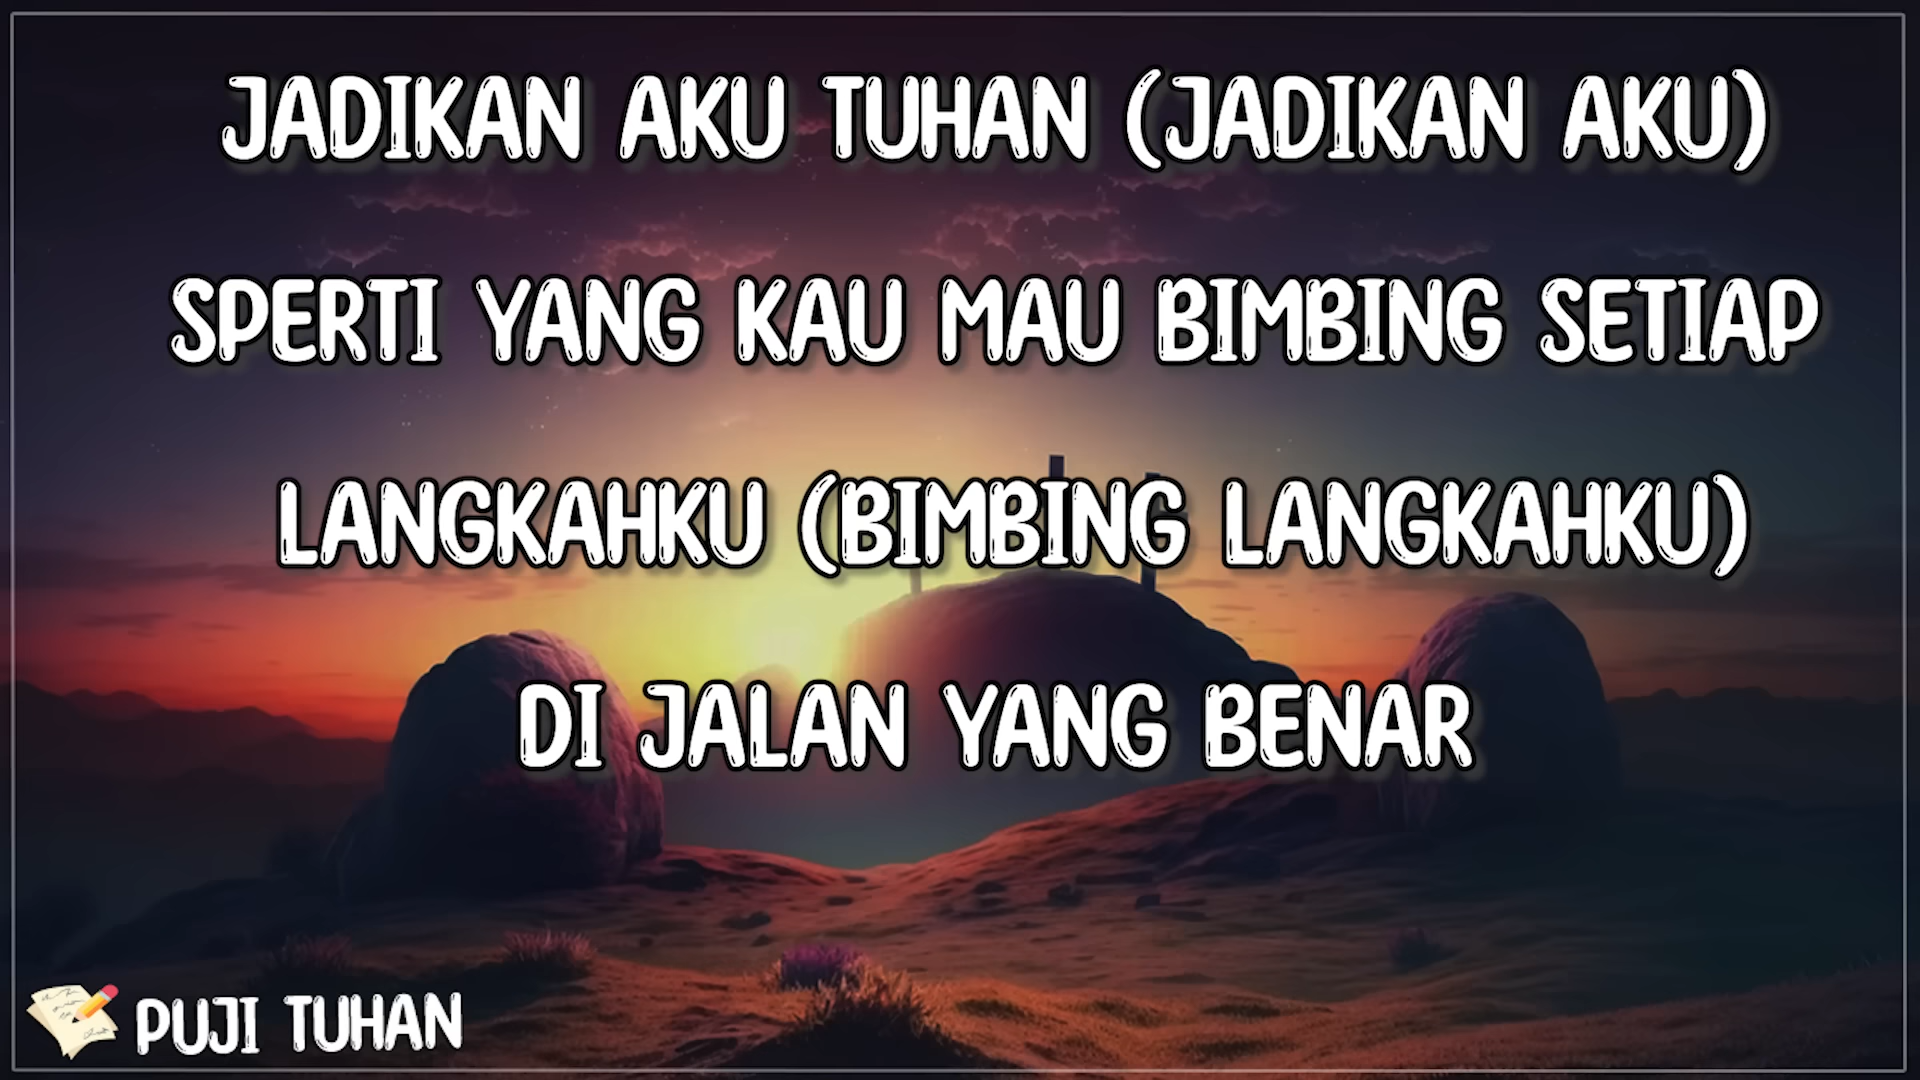 JADIKAN AKU TUHAN (JADIKAN AKU)
SPERTI YANG KAU MAU BIMBING SETIAP
LANGKAHKU (BIMBING LANGKAHKU)
DI JALAN YANG BENAR
PUJI TUHAN